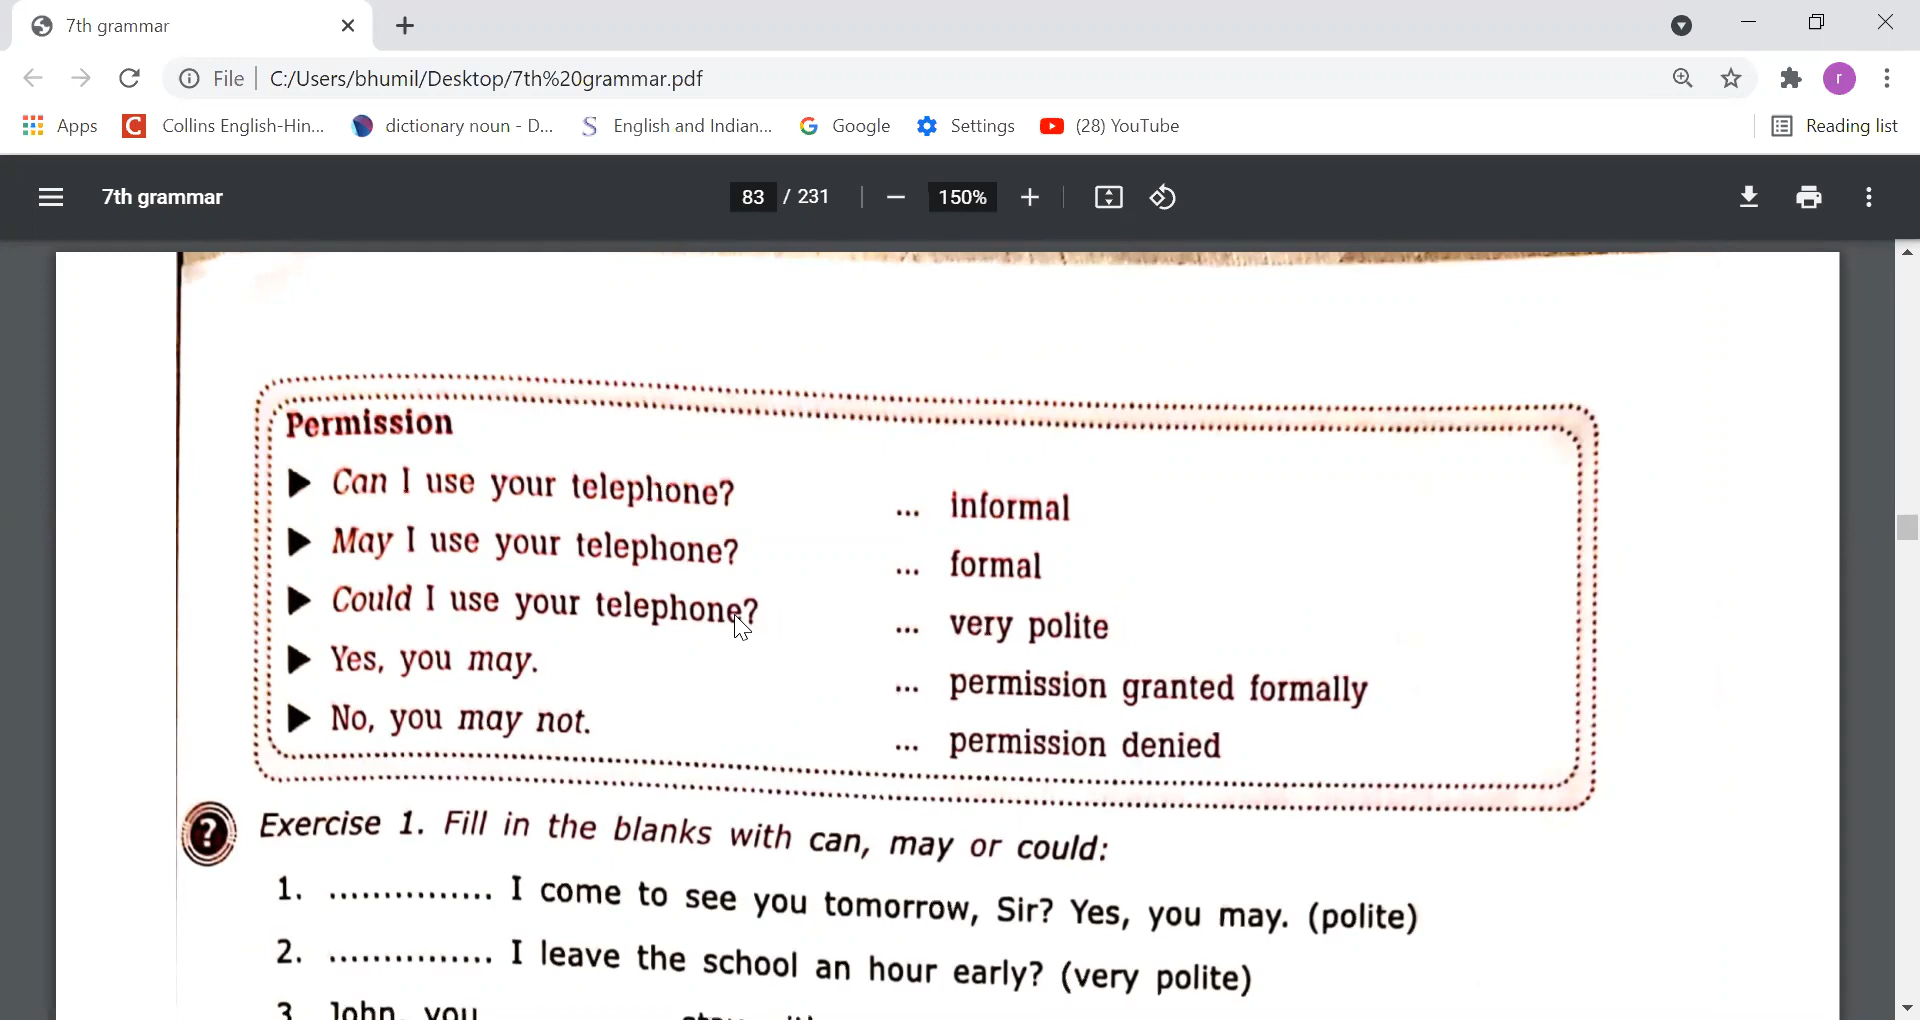 7th grammar
File C:/Users/bhumil/Desktop/7th%20grammar.pdf r
Apps Collins English-Hin... dictionary noun - D... English and Indian... Google Settings (28) YouTube Reading list
7th grammar 83 / 231 150%
Permission
Can I use your telephone? ... informal
May I use your telephone? ... formal
Could I use your telephone? ... very polite
Yes, you may. ... permission granted formally
No, you may not. ... permission denied
? Exercise 1. Fill in the blanks with can, may or could:
1. ............... I come to see you tomorrow, Sir? Yes, you may. (polite)
2. ............... I leave the school an hour early? (very polite)
3 John, you